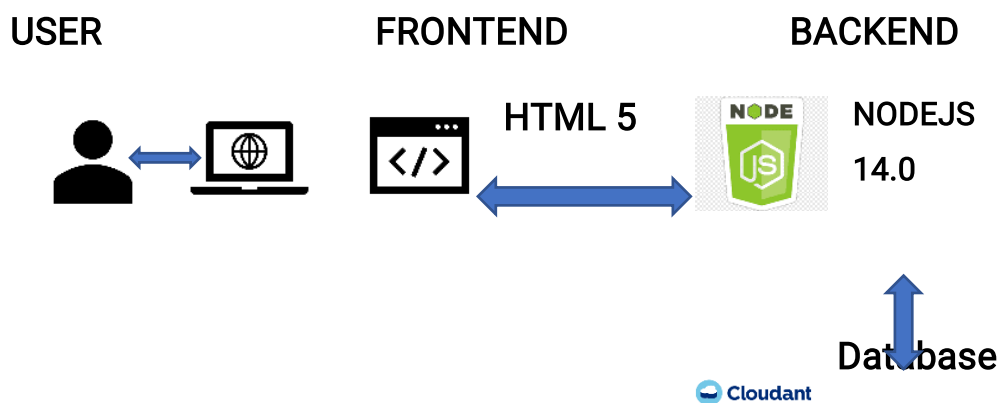 USER FRONTEND BACKEND
HTML 5
NODE
JS
NODEJS
14.0
</>
Database
Cloudant